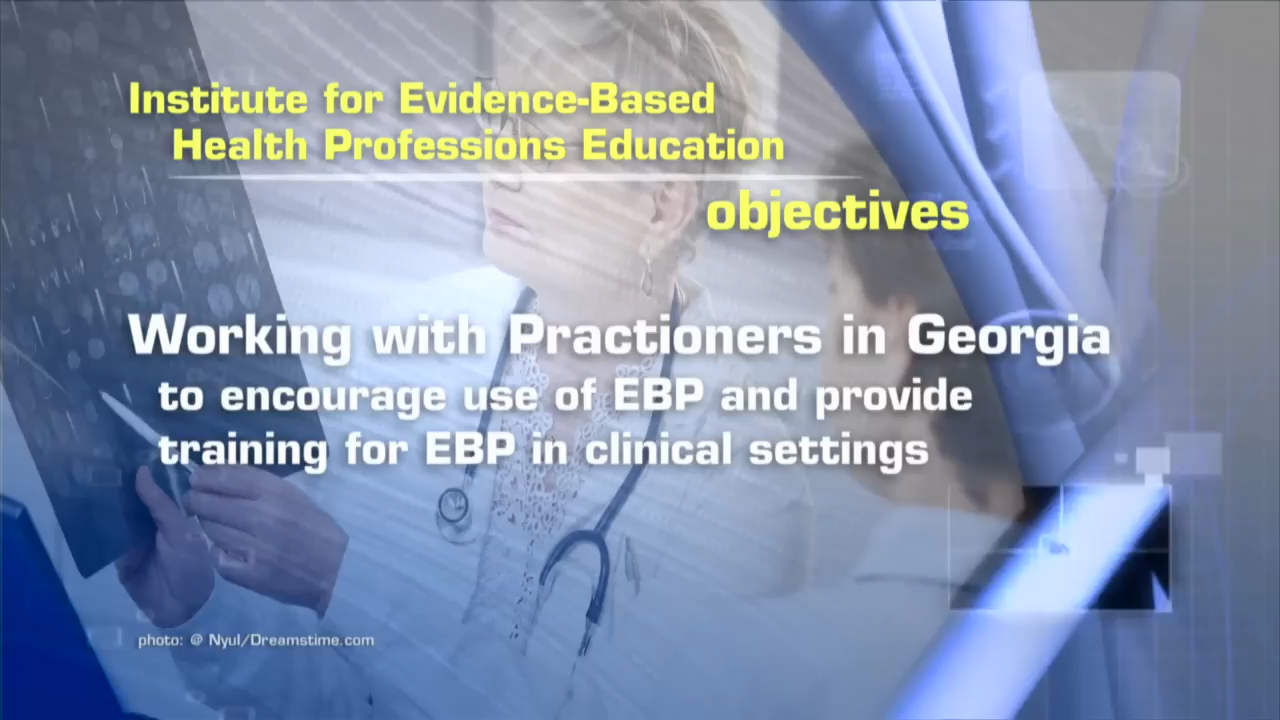 Institute for Evidence-Based
Health Professions Education
objectives
Working with Practioners in Georgia
to encourage use of EBP and provide
training for EBP in clinical settings
photo: @ Nyul/Dreamstime.com